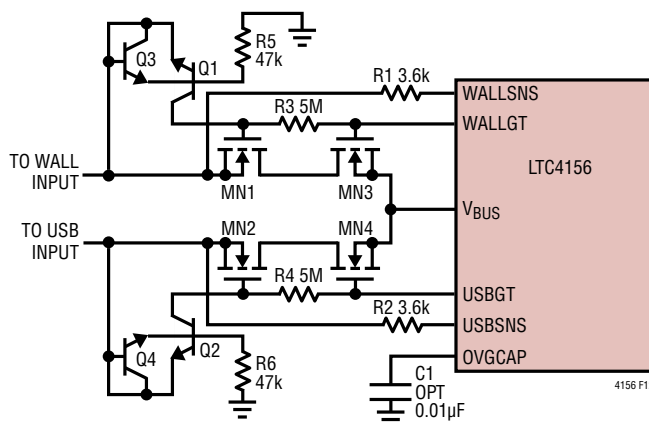 R5
47k
Q3
Q1
R1 3.6k
WALLSNS
R3 5M
WALLGT
LTC4156
TO WALL
INPUT
MN1
MN3
VBUS
TO USB
INPUT
MN2
MN4
R4 5M
USBGT
R2 3.6k
USBSNS
Q4
Q2
R6
47k
OVGCAP
C1
OPT
0.01µF
4156 F1